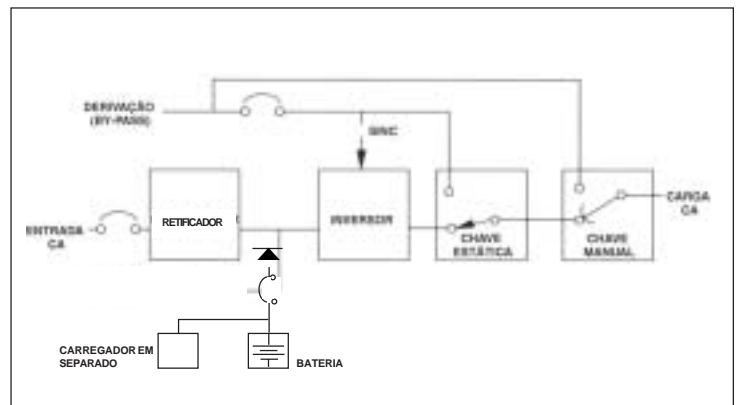 DERIVAÇÃO
(BY-PASS)
SINC
ENTRADA
CA
RETIFICADOR
INVERSOR
CHAVE
ESTÁTICA
CHAVE
MANUAL
CARGA
CA
CARREGADOR EM
SEPARADO
BATERIA